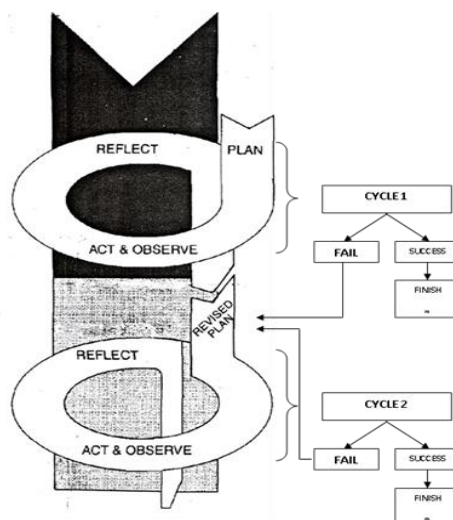 REFLECT
PLAN
ACT & OBSERVE
CYCLE 1
FAIL
SUCCESS
FINISH
REVISED
PLAN
REFLECT
ACT & OBSERVE
CYCLE 2
FAIL
SUCCESS
FINISH